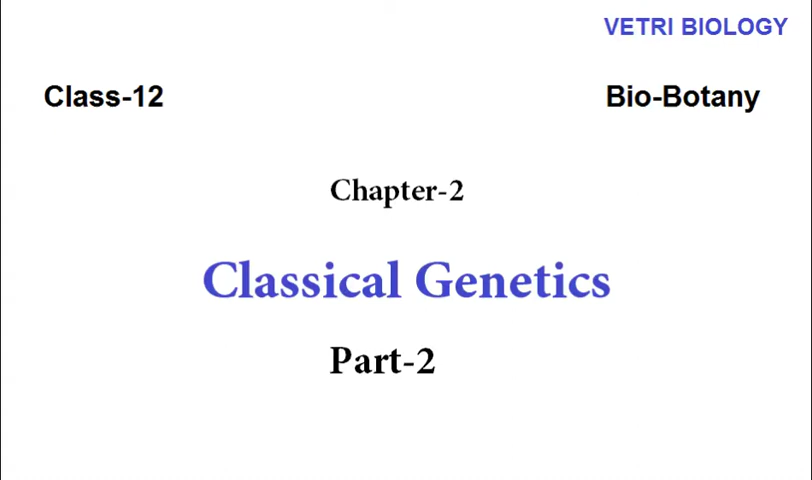 VETRI BIOLOGY
Class-12 Bio-Botany
Chapter-2
Classical Genetics
Part-2